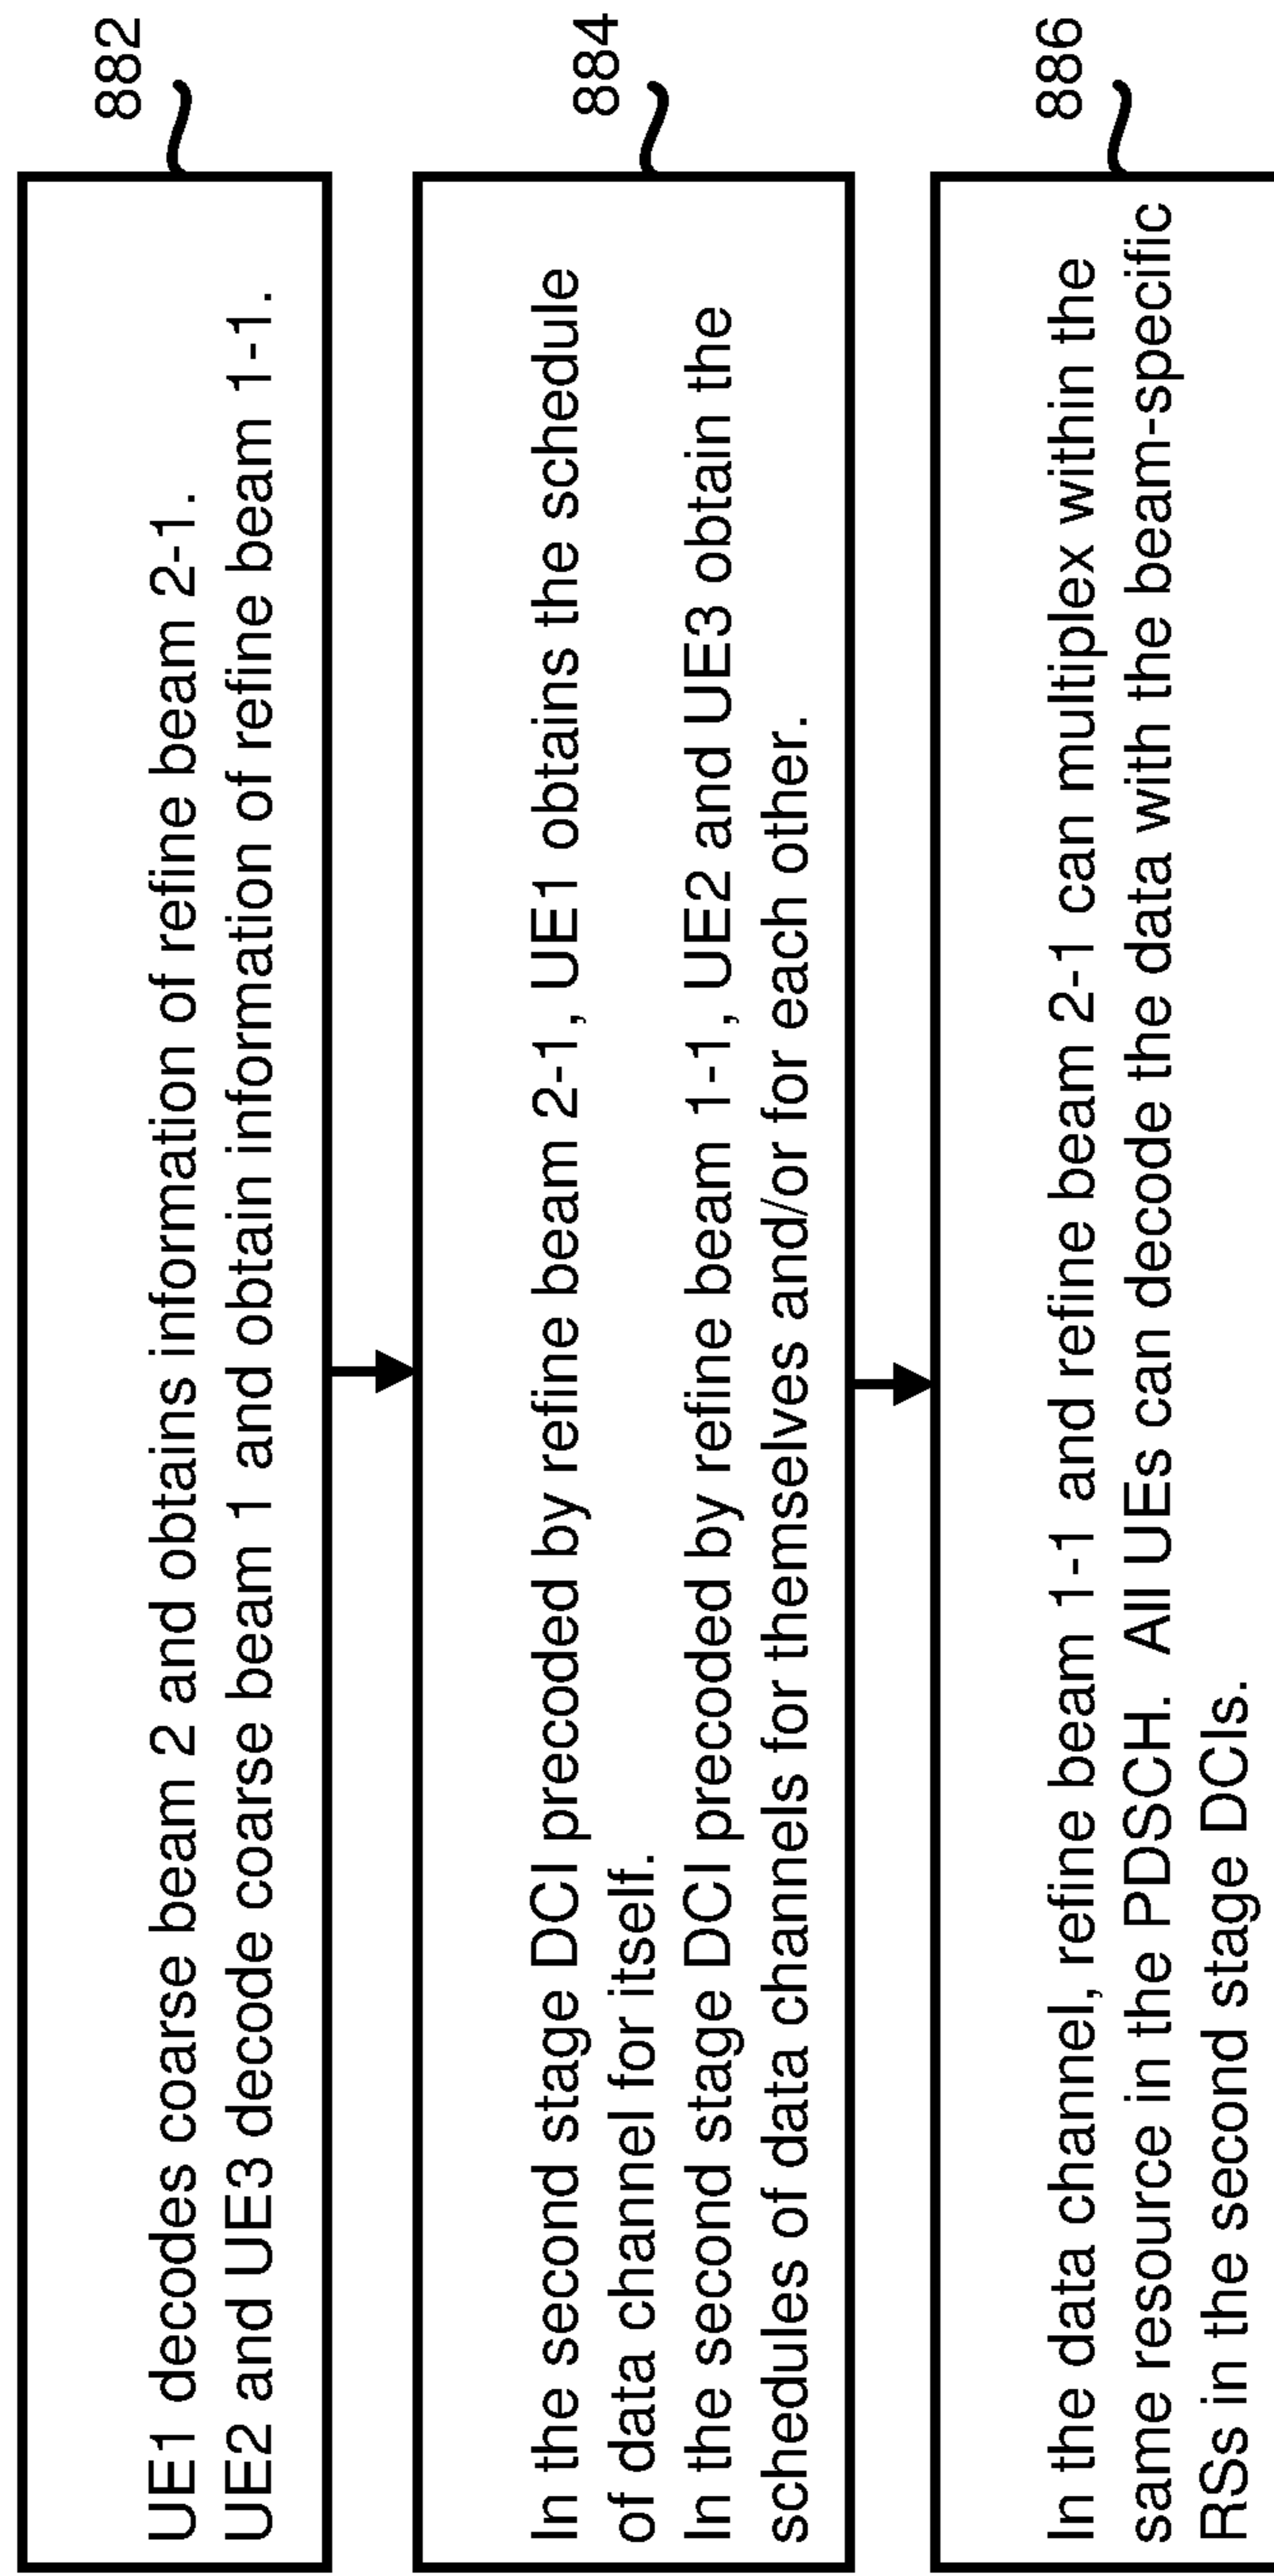 882
UE1 decodes coarse beam 2 and obtains information of refine beam 2-1.
UE2 and UE3 decode coarse beam 1 and obtain information of refine beam 1-1.
884
In the second stage DCI precoded by refine beam 2-1, UE1 obtains the schedule
of data channel for itself.
In the second stage DCI precoded by refine beam 1-1, UE2 and UE3 obtain the
schedules of data channels for themselves and/or for each other.
886
In the data channel, refine beam 1-1 and refine beam 2-1 can multiplex within the
same resource in the PDSCH. All UEs can decode the data with the beam-specific
RSs in the second stage DCIs.